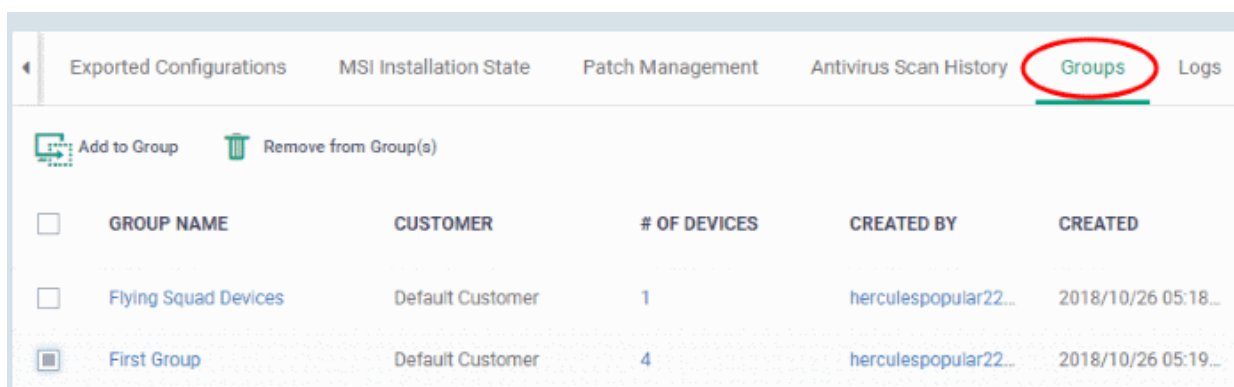 Exported Configurations MSI Installation State Patch Management Antivirus Scan History Groups Logs
Add to Group Remove from Group(s)
GROUP NAME CUSTOMER # OF DEVICES CREATED BY CREATED
Flying Squad Devices Default Customer 1 herculespopular22... 2018/10/26 05:18...
First Group Default Customer 4 herculespopular22... 2018/10/26 05:19...